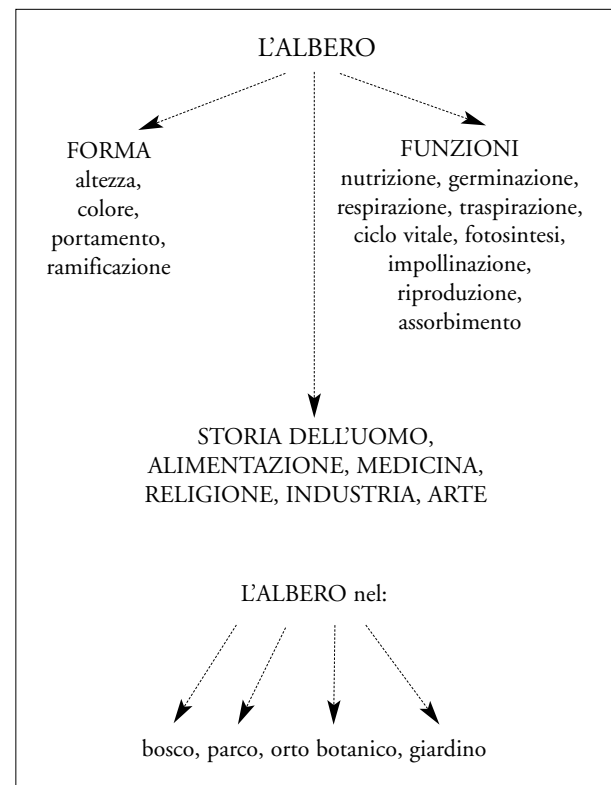 L'ALBERO
FORMA
altezza,
colore,
portamento,
ramificazione
FUNZIONI
nutrizione, germinazione,
respirazione, traspirazione,
ciclo vitale, fotosintesi,
impollinazione,
riproduzione,
assorbimento
STORIA DELL'UOMO,
ALIMENTAZIONE, MEDICINA,
RELIGIONE, INDUSTRIA, ARTE
L'ALBERO nel:
bosco, parco, orto botanico, giardino